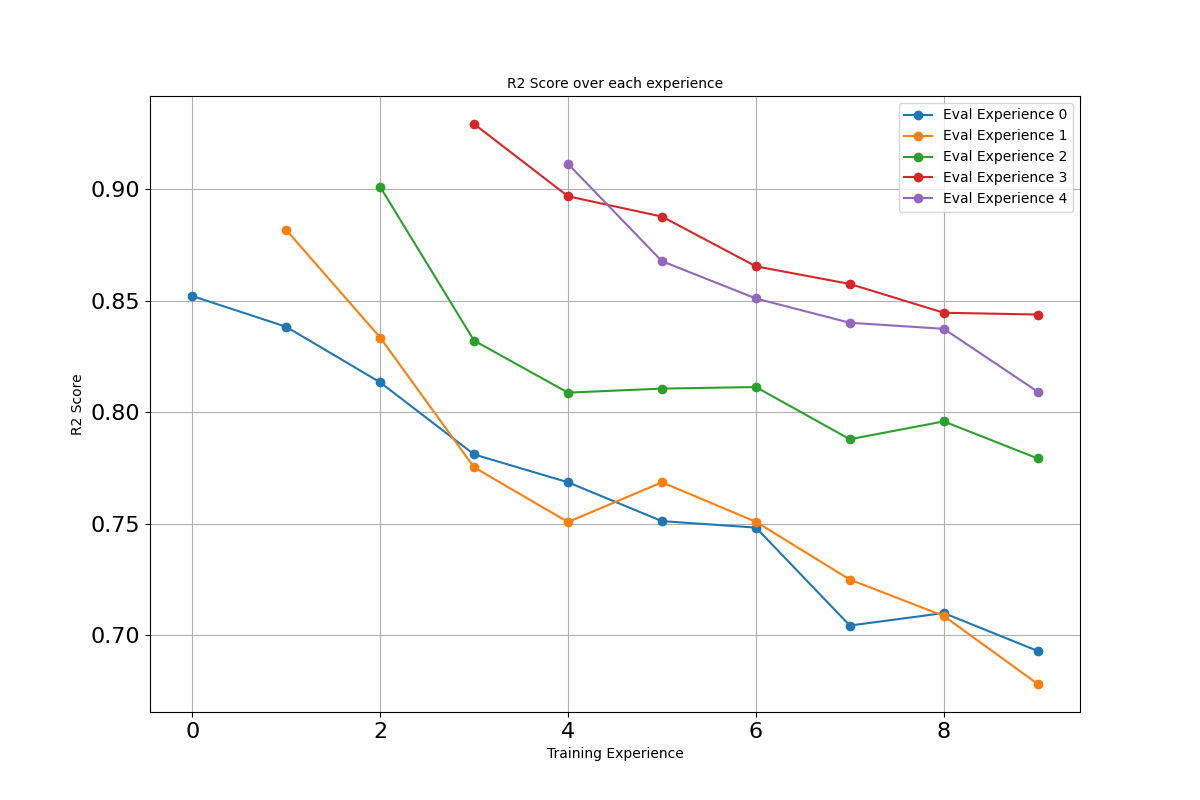 R2 Score over each experience
Eval Experience 0
Eval Experience 1
Eval Experience 2
Eval Experience 3
Eval Experience 4
R2 Score
0.90
0.85
0.80
0.75
0.70
0 2 4 6 8
Training Experience